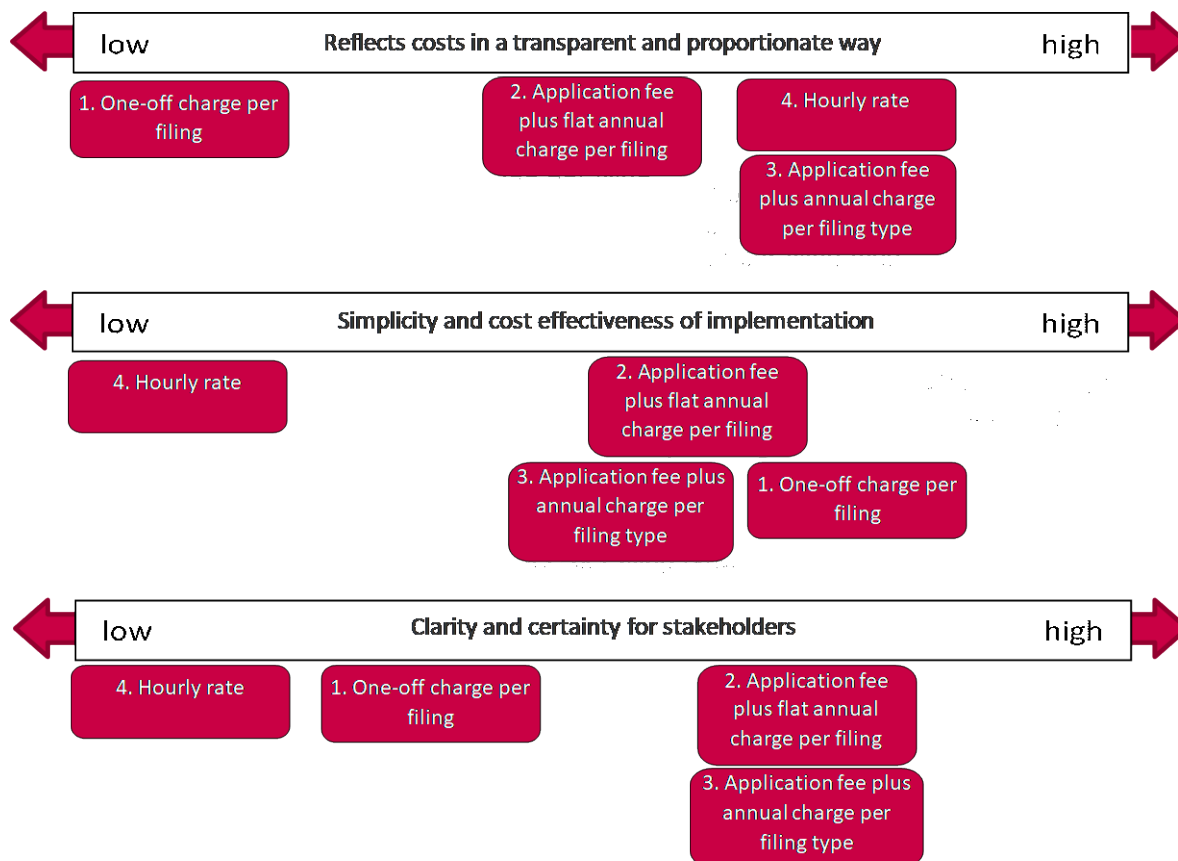 low Reflects costs in a transparent and proportionate way high
1. One-off charge per
filing
2. Application fee
plus flat annual
charge per filing
4. Hourly rate
3. Application fee
plus annual charge
per filing type
low Simplicity and cost effectiveness of implementation high
4. Hourly rate
2. Application fee
plus flat annual
charge per filing
3. Application fee plus
annual charge per
filing type
1. One-off charge per
filing
low Clarity and certainty for stakeholders high
4. Hourly rate
1. One-off charge per
filing
2. Application fee
plus flat annual
charge per filing
3. Application fee plus
annual charge per
filing type